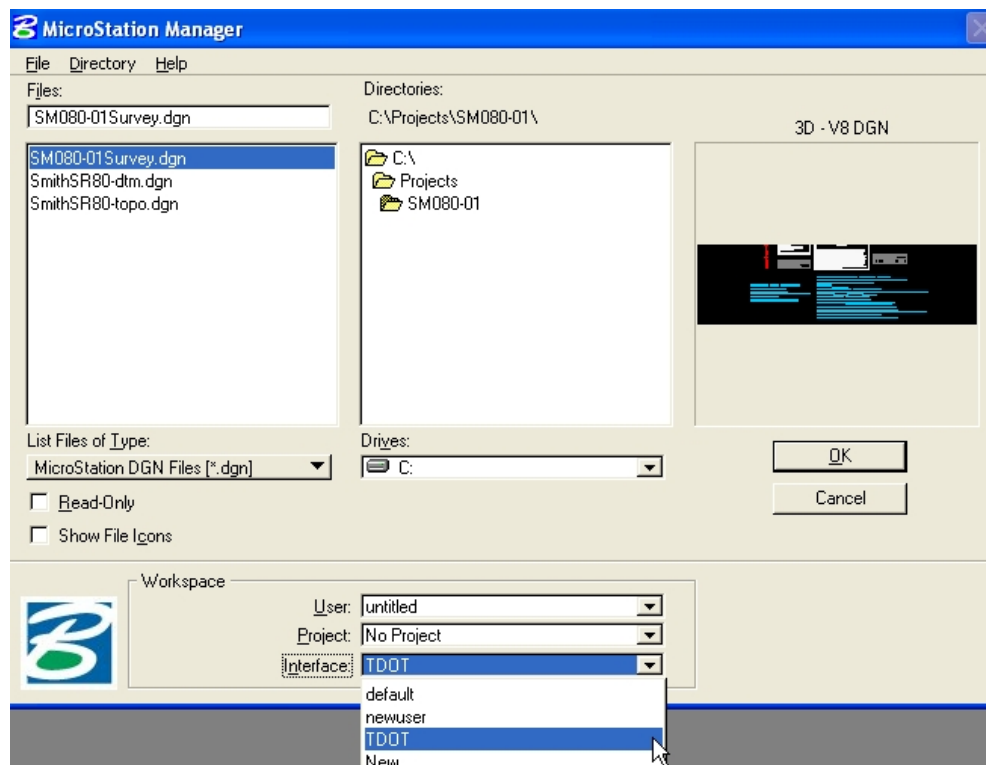 MicroStation Manager
File Directory Help
Files:
SM080-01Survey.dgn
SM080-01Survey.dgn
SmithSR80-dtm.dgn
SmithSR80-topo.dgn
List Files of Type:
MicroStation DGN Files [*.dgn]
Read-Only
Show File Icons
Directories:
C:\Projects\SM080-01\
C:\
Projects
SM080-01
Drives:
C:
3D - V8 DGN
OK
Cancel
Workspace
User: untitled
Project: No Project
Interface: TDOT
default
newuser
TDOT
New